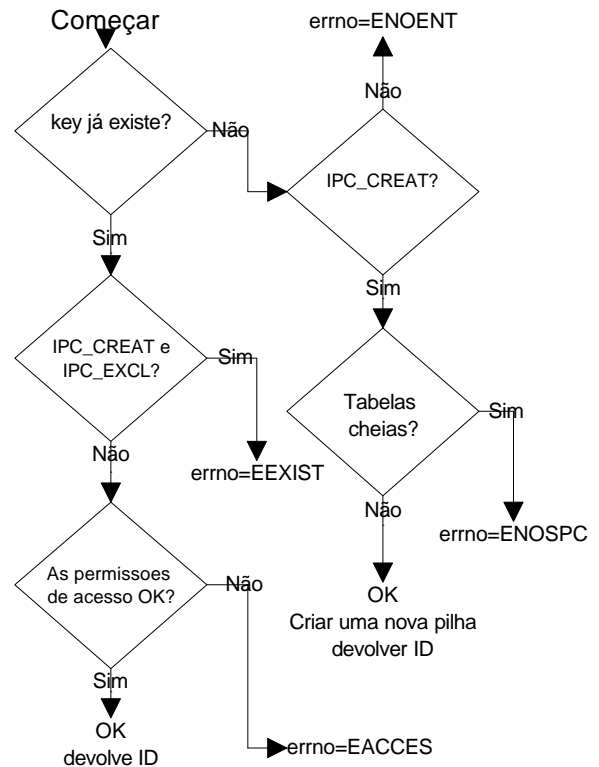 Começar
errno=ENOENT
Não
key já existe?
Não
IPC_CREAT?
Sim
Sim
IPC_CREAT e
IPC_EXCL?
Sim
Tabelas
cheias?
Sim
Não
errno=EEXIST
Não
errno=ENOSPC
As permissoes
de acesso OK?
Não
OK
Criar uma nova pilha
devolver ID
Sim
OK
devolve ID
errno=EACCES